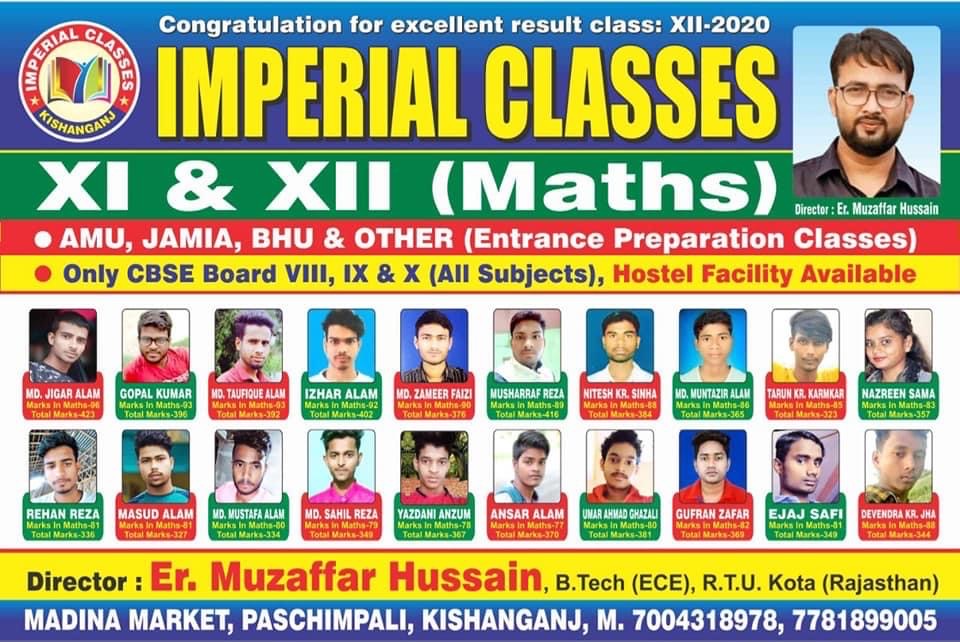 Congratulation for excellent result class: XII-2020
IMPERIAL CLASSES
KISHANGANJ
IMPERIAL CLASSES
XI & XII (Maths)
Director : Er. Muzaffar Hussain
• AMU, JAMIA, BHU & OTHER (Entrance Preparation Classes)
• Only CBSE Board VIII, IX & X (All Subjects), Hostel Facility Available
MD. JIGAR ALAM
Marks In Maths-96
Total Marks-423
GOPAL KUMAR
Marks In Maths-93
Total Marks-396
MD. TAUFIQUE ALAM
Marks In Maths-93
Total Marks-392
IZHAR ALAM
Marks In Maths-92
Total Marks-402
MD. ZAMEER FAIZI
Marks In Maths-90
Total Marks-376
MUSHARRAF REZA
Marks In Maths-89
Total Marks-416
NITESH KR. SINHA
Marks In Maths-88
Total Marks-384
MD. MUNTAZIR ALAM
Marks In Maths-86
Total Marks-365
TARUN KR. KARMKAR
Marks In Maths-85
Total Marks-323
NAZREEN SAMA
Marks In Maths-83
Total Marks-357
REHAN REZA
Marks In Maths-81
Total Marks-336
MASUD ALAM
Marks In Maths-81
Total Marks-327
MD. MUSTAFA ALAM
Marks In Maths-80
Total Marks-334
MD. SAHIL REZA
Marks In Maths-79
Total Marks-349
YAZDANI ANZUM
Marks In Maths-78
Total Marks-367
ANSAR ALAM
Marks In Maths-77
Total Marks-370
UMAR AHMAD GHAZALI
Marks In Maths-80
Total Marks-381
GUFRAN ZAFAR
Marks In Maths-82
Total Marks-369
EJAJ SAFI
Marks In Maths-81
Total Marks-349
DEVENDRA KR. JHA
Marks In Maths-88
Total Marks-344
Director : Er. Muzaffar Hussain, B.Tech (ECE), R.T.U. Kota (Rajasthan)
MADINA MARKET, PASCHIMPALI, KISHANGANJ, M. 7004318978, 7781899005